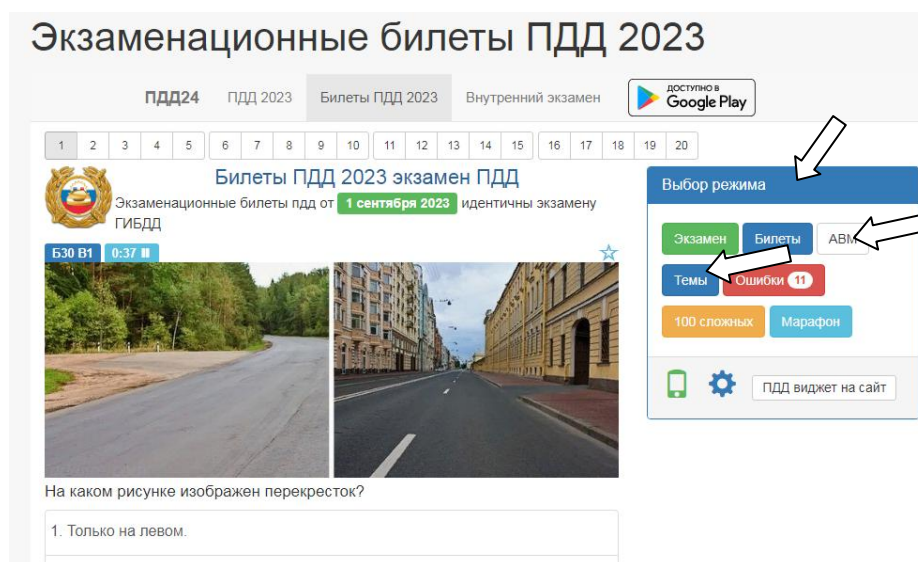 Экзаменационные билеты ПДД 2023
ПДД24 ПДД 2023 Билеты ПДД 2023 Внутренний экзамен ДОСТУПНО В Google Play
1 2 3 4 5 6 7 8 9 10 11 12 13 14 15 16 17 18 19 20
Билеты ПДД 2023 экзамен ПДД
Экзаменационные билеты пдд от 1 сентября 2023 идентичны экзамену
ГИБДД
Б30 В1 0:37
На каком рисунке изображен перекресток?
1. Только на левом.
Выбор режима
Экзамен Билеты АВМ
Темы Ошибки 11
100 сложных Марафон
ПДД виджет на сайт